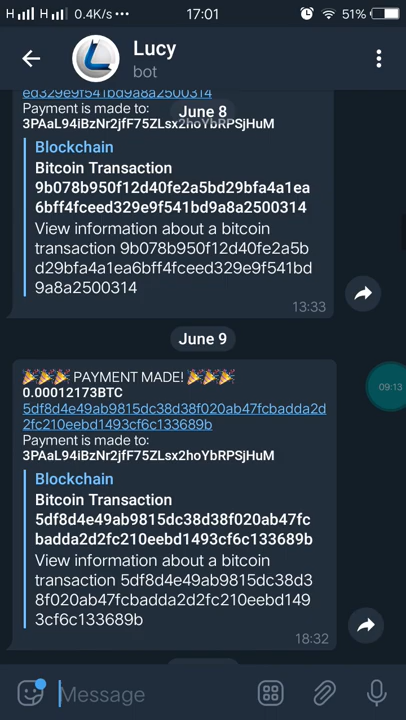 H H 0.4K/s 17:01 51%
Lucy
bot
ed329e9f541bd9a8a2500314
June 8
Payment is made to:
3PAaL94iBzNr2jfF75ZLsx2hoYbRPSjHuM
Blockchain
Bitcoin Transaction
9b078b950f12d40fe2a5bd29bfa4a1ea
6bff4fceed329e9f541bd9a8a2500314
View information about a bitcoin
transaction 9b078b950f12d40fe2a5b
d29bfa4a1ea6bff4fceed329e9f541bd
9a8a2500314
13:33
June 9
🎉🎉🎉 PAYMENT MADE! 🎉🎉🎉
0.00012173BTC
5df8d4e49ab9815dc38d38f020ab47fcbadda2d
2fc210eebd1493cf6c133689b
Payment is made to:
3PAaL94iBzNr2jfF75ZLsx2hoYbRPSjHuM
Blockchain
Bitcoin Transaction
5df8d4e49ab9815dc38d38f020ab47fc
badda2d2fc210eebd1493cf6c133689b
View information about a bitcoin
transaction 5df8d4e49ab9815dc38d3
8f020ab47fcbadda2d2fc210eebd149
3cf6c133689b
18:32
09:13
Message